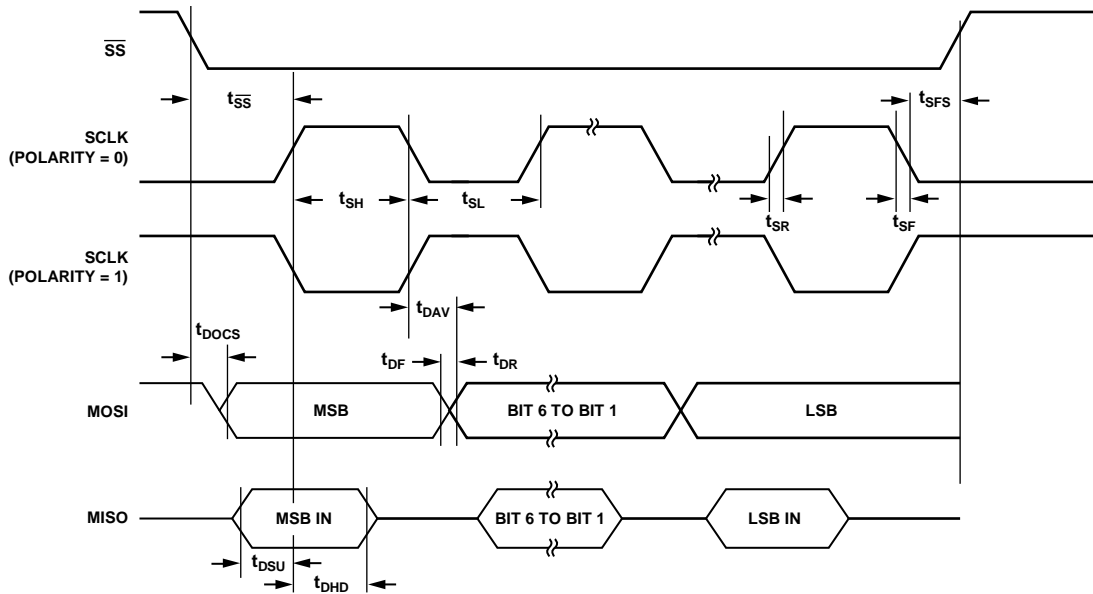 SS
tSS
tSFS
SCLK
(POLARITY = 0)
tSH
tSL
tSR
tSF
SCLK
(POLARITY = 1)
tDAV
tDOCS
tDF
tDR
MOSI
MSB
BIT 6 TO BIT 1
LSB
MISO
MSB IN
BIT 6 TO BIT 1
LSB IN
tDSU
tDHD